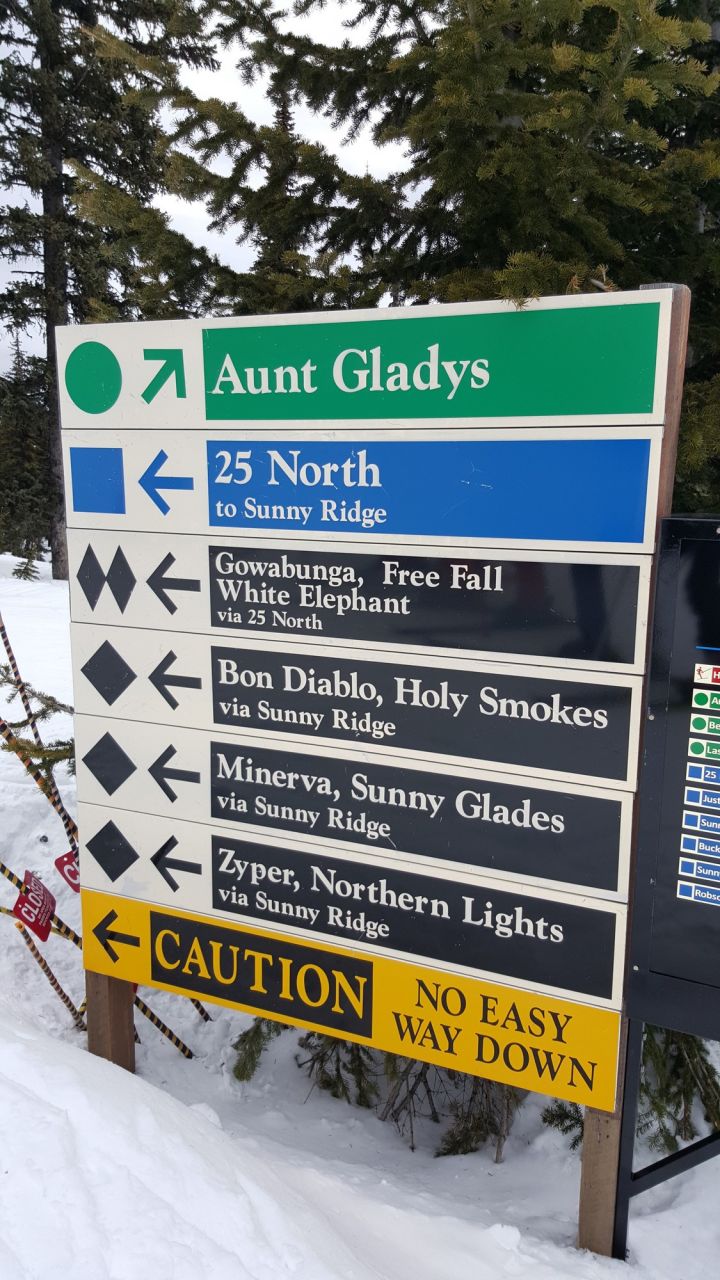 Aunt Gladys
25 North
to Sunny Ridge
Gowabunga, Free Fall
White Elephant
via 25 North
Bon Diablo, Holy Smokes
via Sunny Ridge
Minerva, Sunny Glades
via Sunny Ridge
Zyper, Northern Lights
via Sunny Ridge
CAUTION
NO EASY
WAY DOWN
CLOSED
25